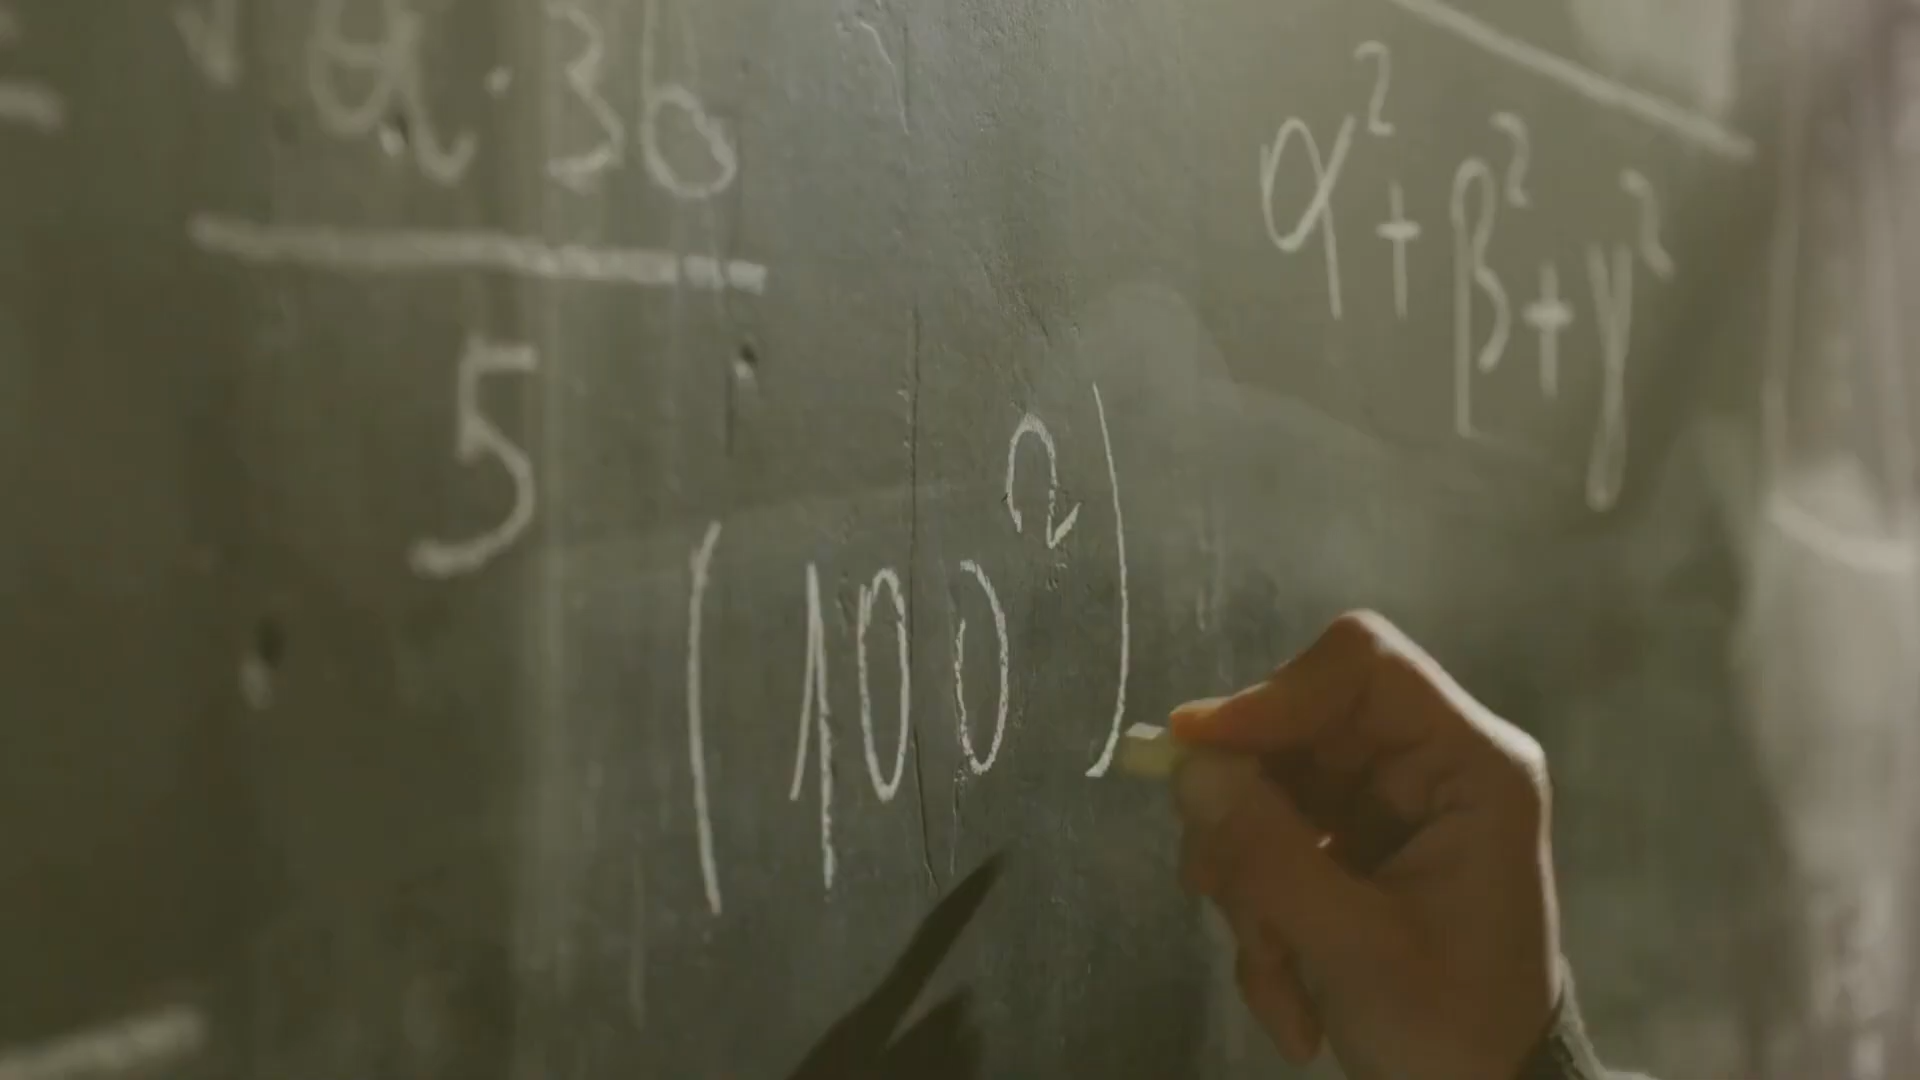 α · 36
5
(100²)
α² + β² + γ²